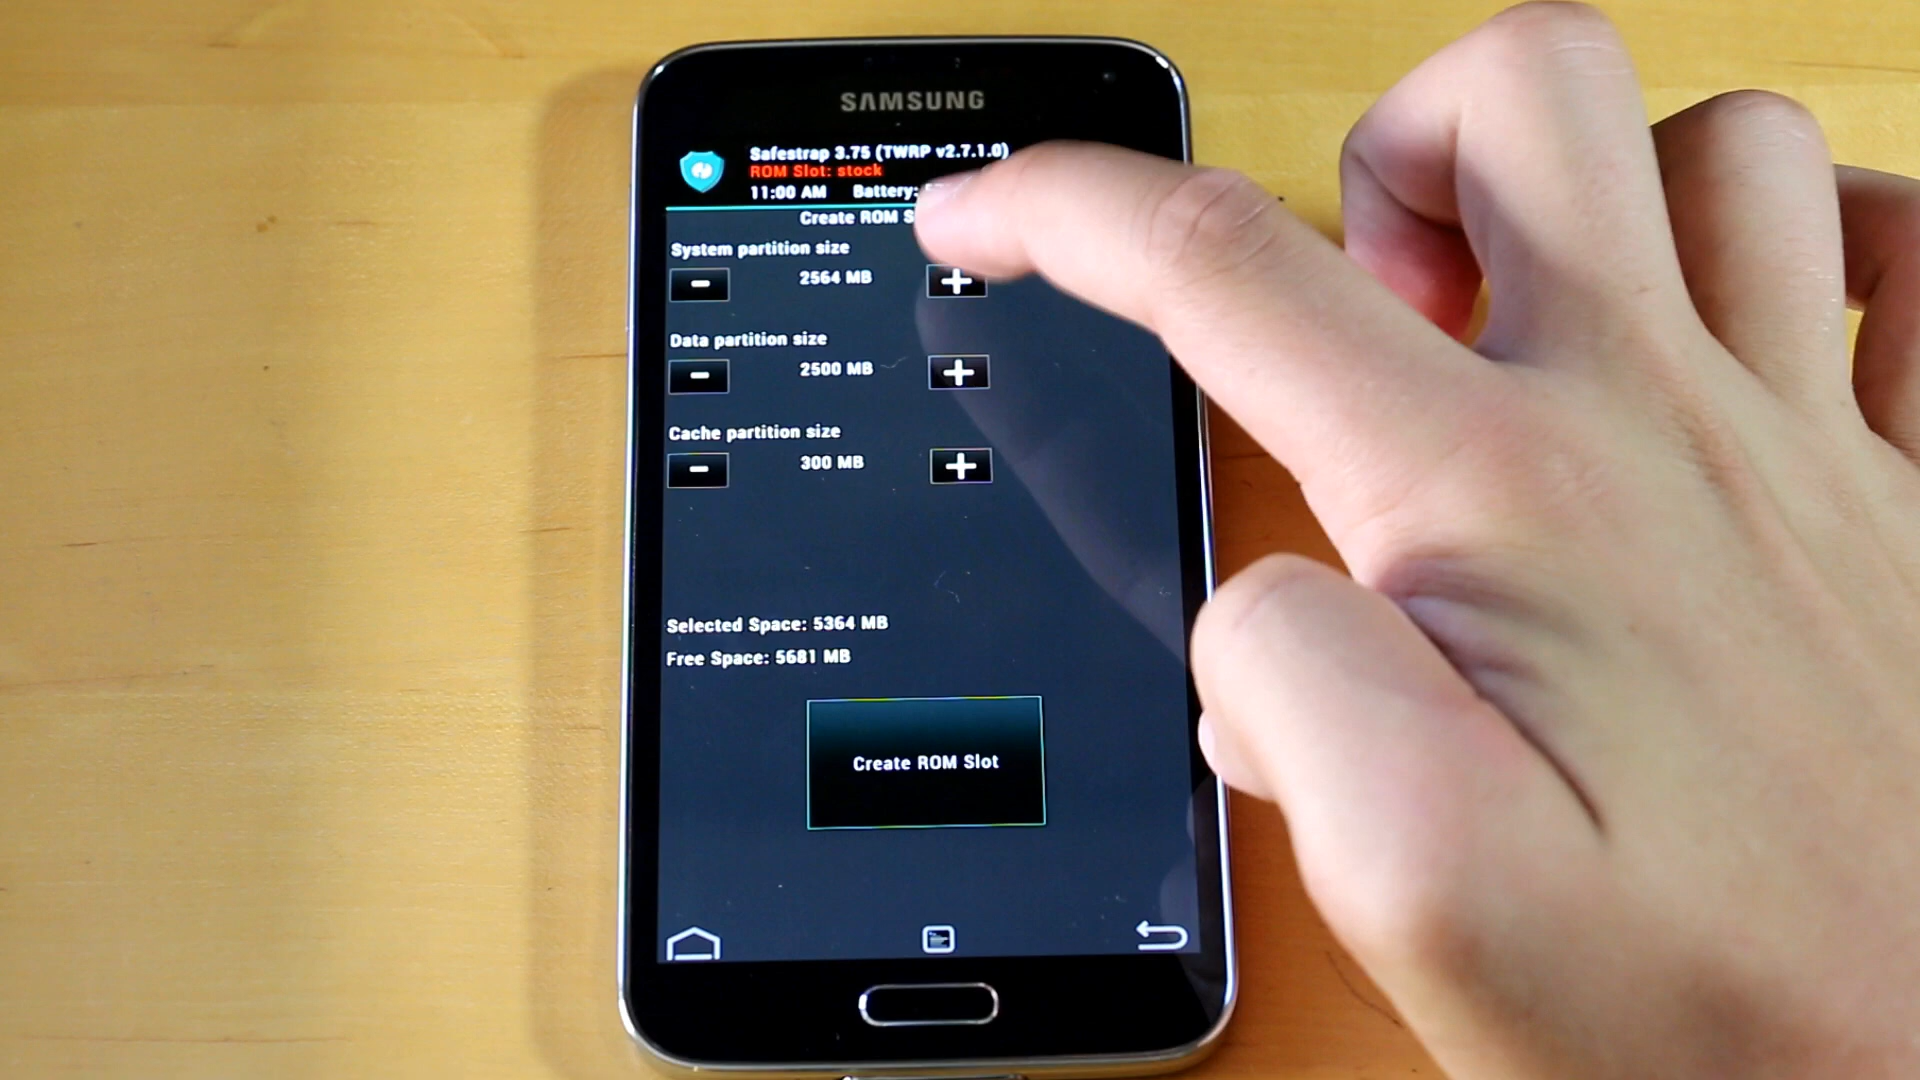 SAMSUNG
Safestrap 3.75 (TWRP v2.7.1.0)
ROM Slot: stock
11:00 AM Battery:
Create ROM
System partition size
- 2564 MB +
Data partition size
- 2500 MB +
Cache partition size
- 300 MB +
Selected Space: 5364 MB
Free Space: 5681 MB
Create ROM Slot